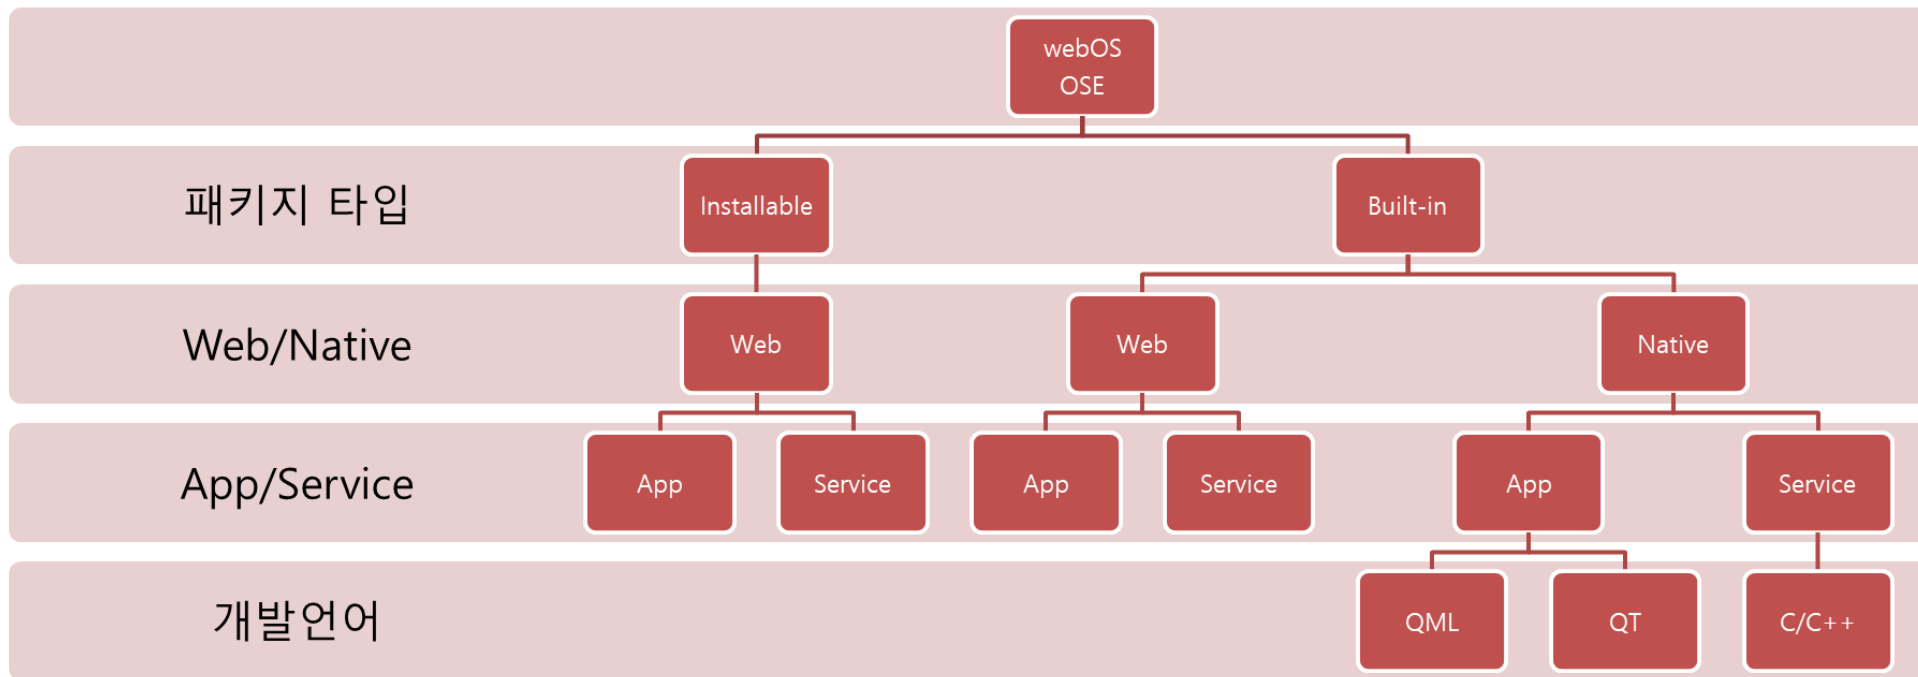 webOS
OSE
패키지 타입
Installable
Built-in
Web/Native
Web
Web
Native
App/Service
App
Service
App
Service
App
Service
개발언어
QML
QT
C/C++